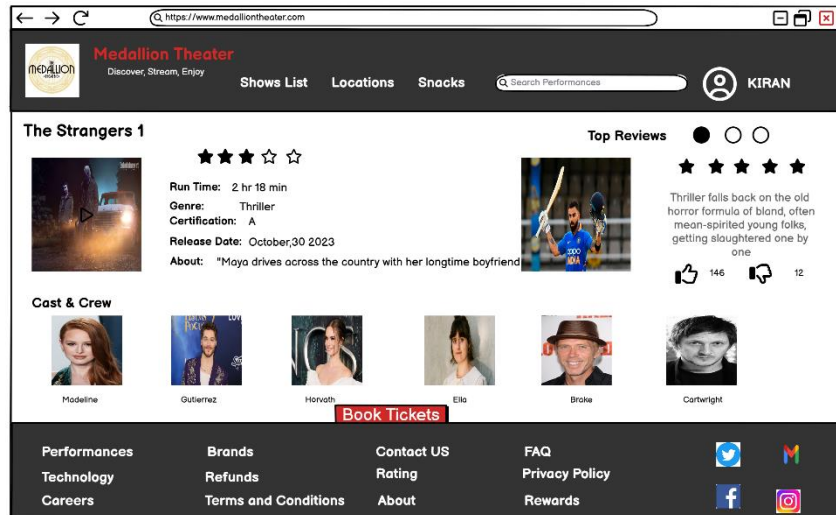 https://www.medalliontheater.com
MEDALLION
Medallion Theater
Discover, Stream, Enjoy
Shows List Locations Snacks
Search Performances
KIRAN
The Strangers 1
Top Reviews
Run Time: 2 hr 18 min
Genre: Thriller
Certification: A
Release Date: October,30 2023
About: "Maya drives across the country with her longtime boyfriend
oppo
INDIA
Thriller falls back on the old
horror formula of bland, often
mean-spirited young folks,
getting slaughtered one by
one
146 12
Cast & Crew
Madeline Gutierrez Horvath Ella Brake Cartwright
Book Tickets
Performances Brands Contact US FAQ
Technology Refunds Rating Privacy Policy
Careers Terms and Conditions About Rewards